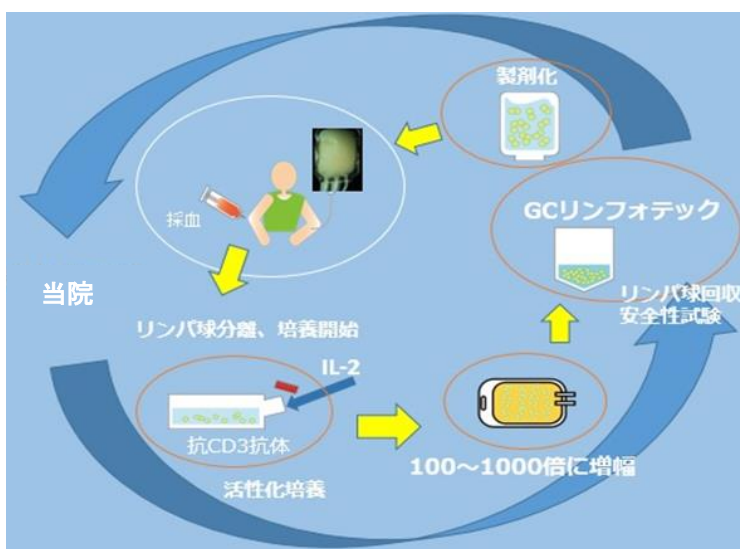 製剤化
採血
GCリンフォテック
当院
リンパ球回収
安全性試験
リンパ球分離、培養開始
IL-2
抗CD3抗体
100～1000倍に増幅
活性化培養